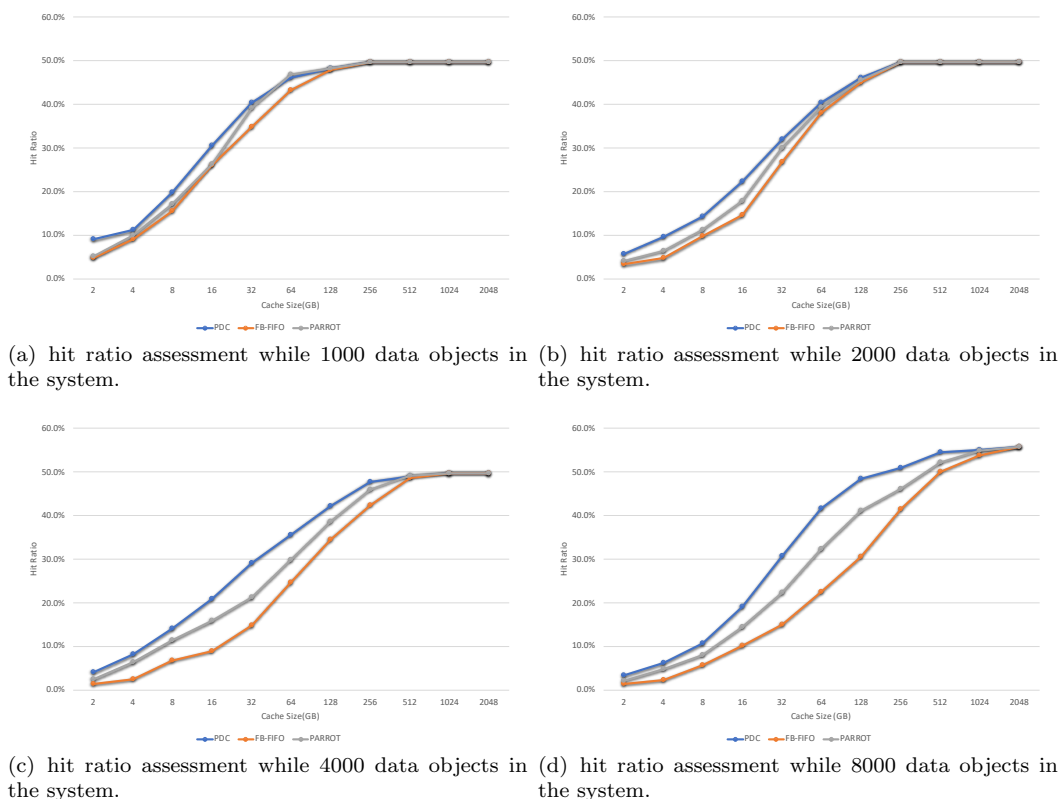 60.0%
50.0%
40.0%
30.0%
20.0%
10.0%
0.0%
Hit Ratio
2 4 8 16 32 64 128 256 512 1024 2048
Cache Size(GB)
PDC FB-FIFO PARROT
(a) hit ratio assessment while 1000 data objects in
the system.
60.0%
50.0%
40.0%
30.0%
20.0%
10.0%
0.0%
Hit Ratio
2 4 8 16 32 64 128 256 512 1024 2048
Cache Size(GB)
PDC FB-FIFO PARROT
(b) hit ratio assessment while 2000 data objects in
the system.
60.0%
50.0%
40.0%
30.0%
20.0%
10.0%
0.0%
Hit Ratio
2 4 8 16 32 64 128 256 512 1024 2048
Cache Size(GB)
PDC FB-FIFO PARROT
(c) hit ratio assessment while 4000 data objects in
the system.
60.0%
50.0%
40.0%
30.0%
20.0%
10.0%
0.0%
Hit Ratio
2 4 8 16 32 64 128 256 512 1024 2048
Cache Size(GB)
PDC FB-FIFO PARROT
(d) hit ratio assessment while 8000 data objects in
the system.